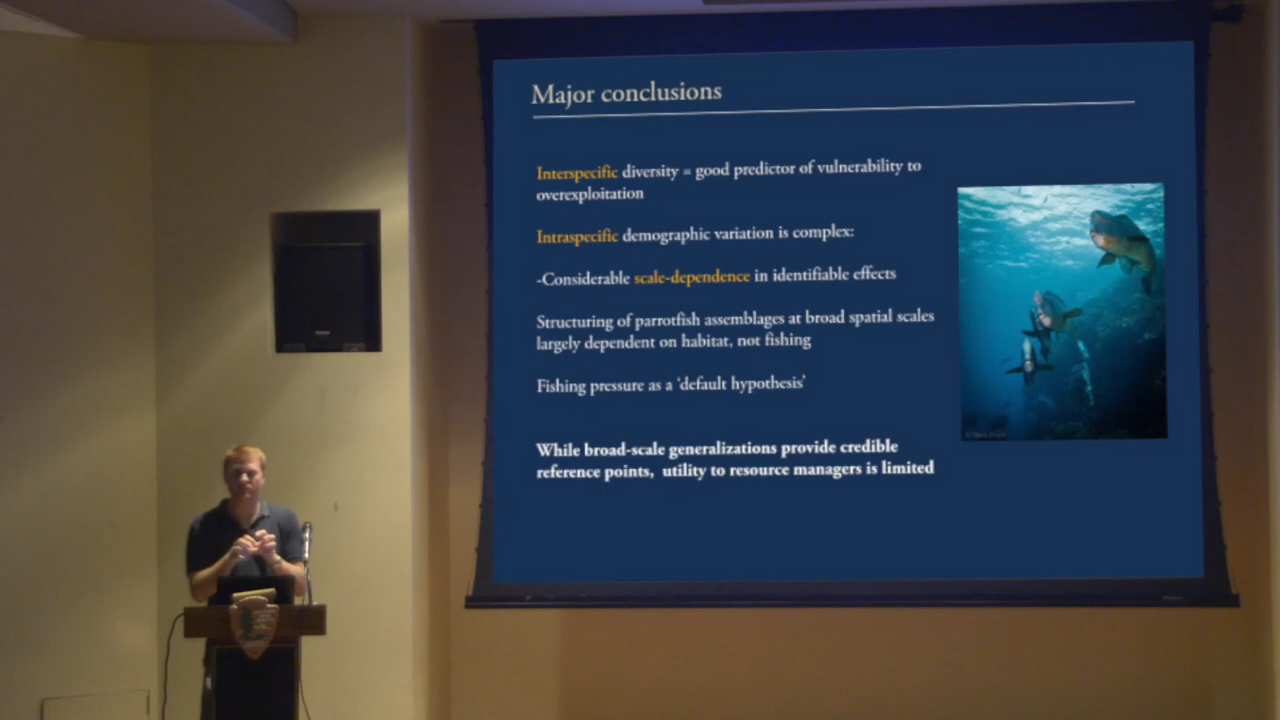 Major conclusions
Interspecific diversity = good predictor of vulnerability to
overexploitation
Intraspecific demographic variation is complex:
-Considerable scale-dependence in identifiable effects
Structuring of parrotfish assemblages at broad spatial scales
largely dependent on habitat, not fishing
Fishing pressure as a ‘default hypothesis’
While broad-scale generalizations provide credible
reference points, utility to resource managers is limited